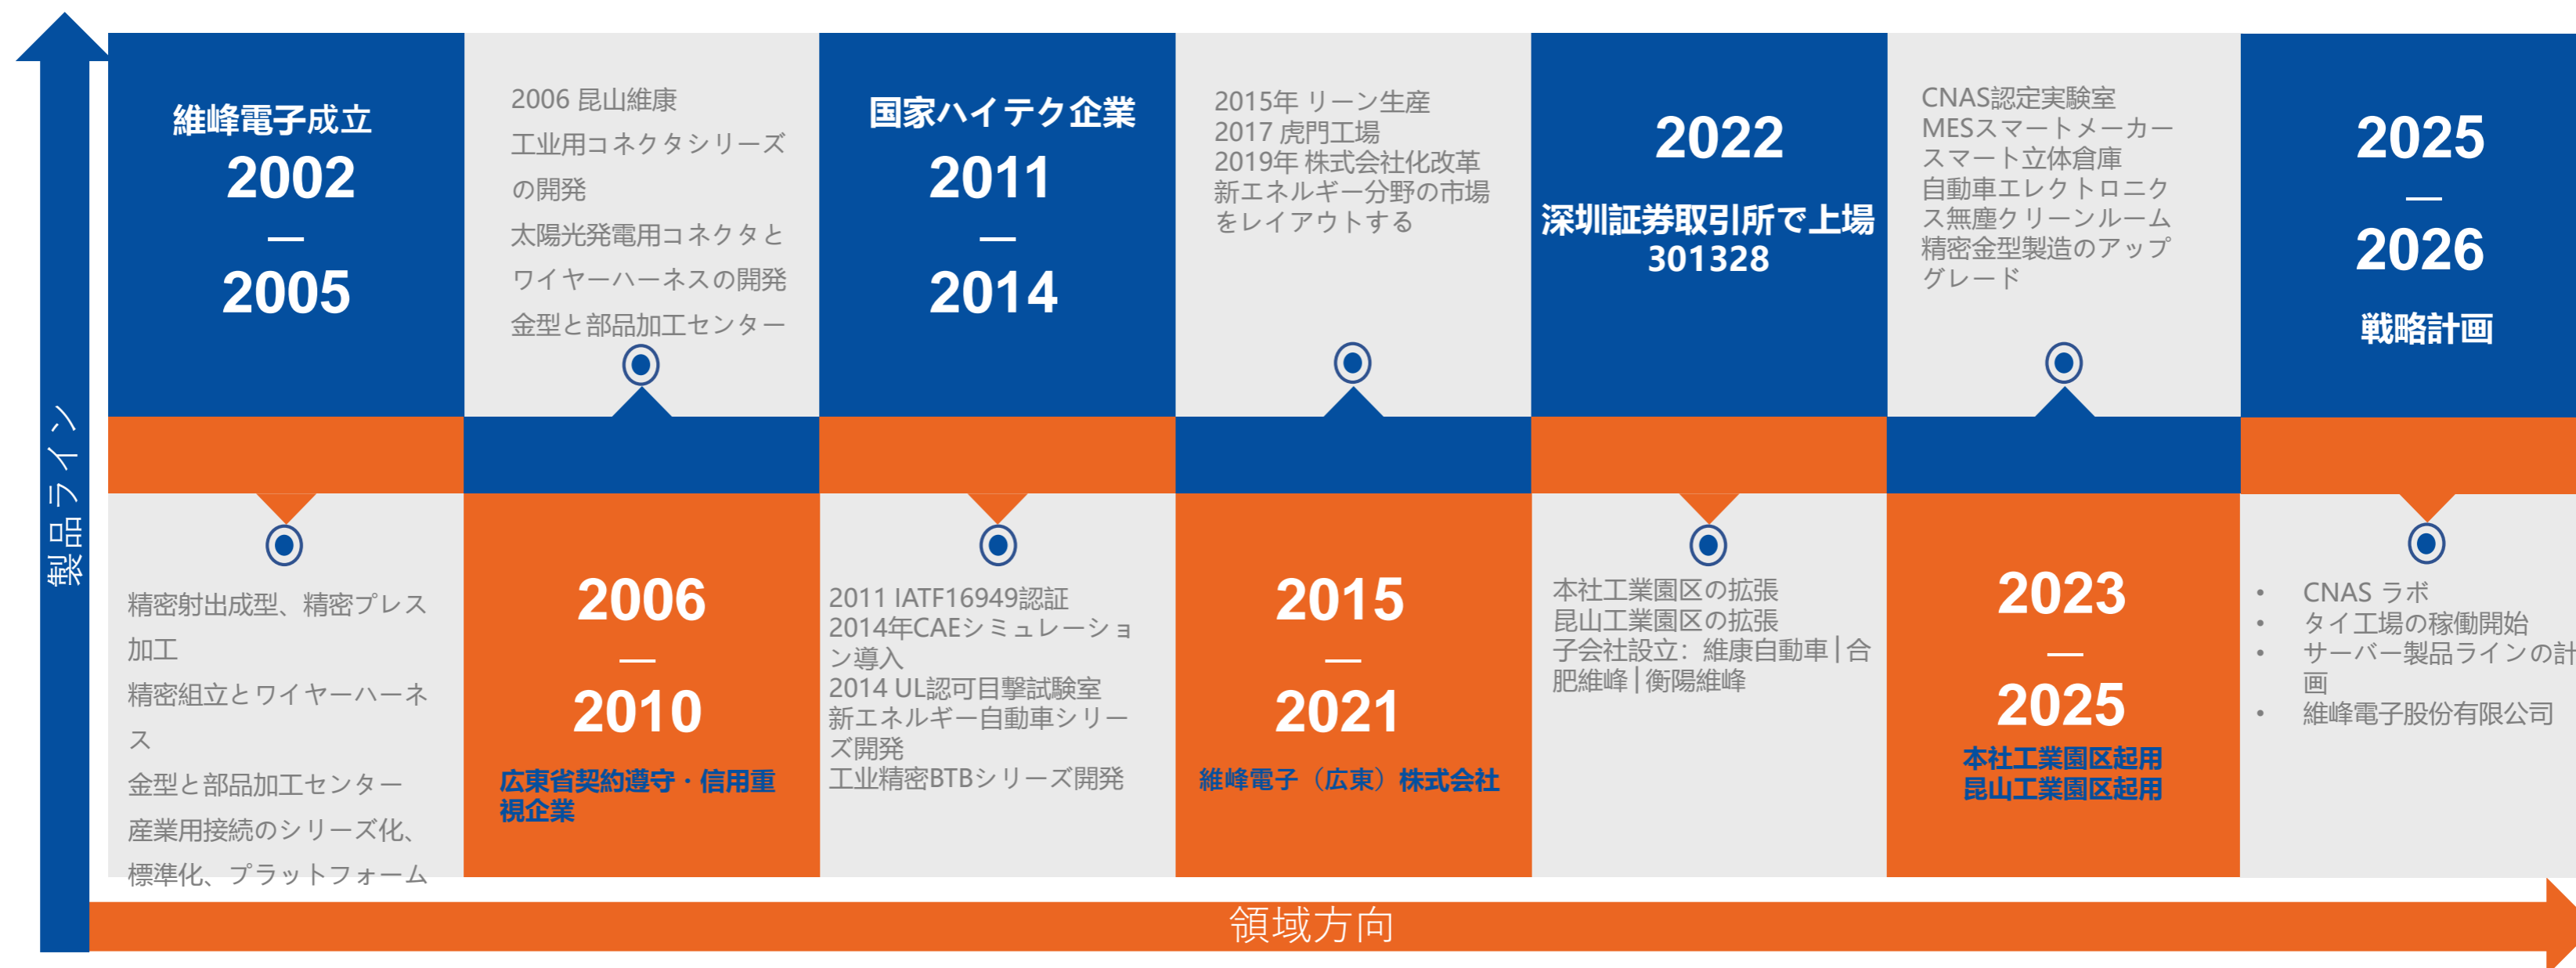 製品ライン
維峰電子成立
2002
—
2005
精密射出成型、精密プレス
加工
精密組立とワイヤーハーネ
ス
金型と部品加工センター
産業用接続のシリーズ化、
標準化、プラットフォーム
2006 昆山維康
工业用コネクタシリーズ
の開発
太陽光発電用コネクタと
ワイヤーハーネスの開発
金型と部品加工センター
2006
—
2010
広東省契約遵守・信用重
視企業
国家ハイテク企業
2011
—
2014
2011 IATF16949認証
2014年CAEシミュレーショ
ン導入
2014 UL認可目撃試験室
新エネルギー自動車シリー
ズ開発
工业精密BTBシリーズ開発
2015年 リーン生産
2017 虎門工場
2019年 株式会社化改革
新エネルギー分野の市場
をレイアウトする
2015
—
2021
維峰電子（広東）株式会社
2022
深圳証券取引所で上場
301328
本社工業園区の拡張
昆山工業園区の拡張
子会社設立：維康自動車|合
肥維峰|衡陽維峰
CNAS認定実験室
MESスマートメーカー
スマート立体倉庫
自動車エレクトロニク
ス無塵クリーンルーム
精密金型製造のアップ
グレード
2023
—
2025
本社工業園区起用
昆山工業園区起用
2025
—
2026
戦略計画
• CNAS ラボ
• タイ工場の稼働開始
• サーバー製品ラインの計
画
• 維峰電子股份有限公司
領域方向